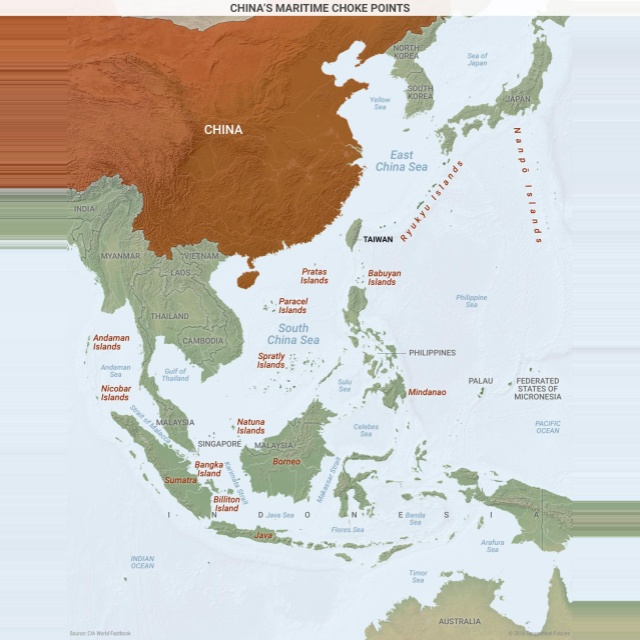 CHINA'S MARITIME CHOKE POINTS
NORTH
KOREA
Sea of
Japan
SOUTH
KOREA
JAPAN
Yellow
Sea
CHINA
East
China Sea
Nanpō Islands
Ryukyu Islands
INDIA
TAIWAN
MYANMAR
VIETNAM
LAOS
Pratas
Islands
Babuyan
Islands
Paracel
Islands
Philippine
Sea
THAILAND
South
China Sea
CAMBODIA
Andaman
Islands
PHILIPPINES
Spratly
Islands
Andaman
Sea
Gulf of
Thailand
Sulu
Sea
PALAU
FEDERATED
STATES OF
MICRONESIA
Nicobar
Islands
Mindanao
Strait of Malacca
MALAYSIA
Natuna
Islands
Celebes
Sea
PACIFIC
OCEAN
SINGAPORE
MALAYSIA
Borneo
Bangka
Island
Sumatra
Karimata Strait
Makassar Strait
Billiton
Island
INDONESIA
Java Sea
Banda
Sea
Flores Sea
Java
Arafura
Sea
INDIAN
OCEAN
Timor
Sea
AUSTRALIA
Source: CIA World Factbook